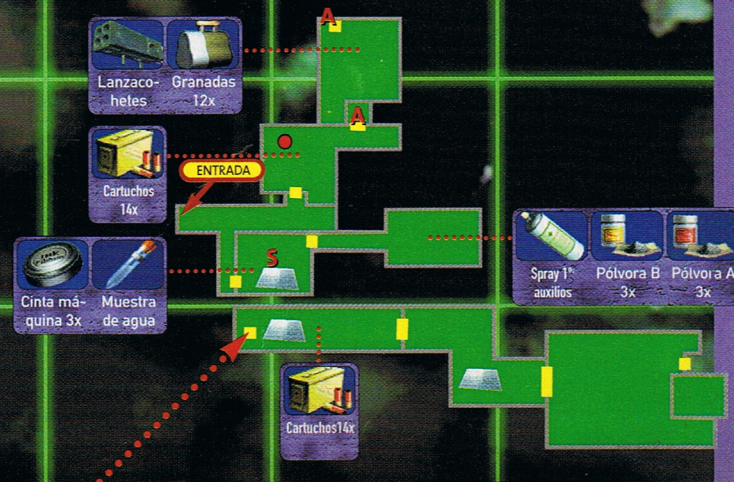 A
Lanzaco-
hetes
Granadas
12x
A
ENTRADA
Cartuchos
14x
S
Cinta má-
quina 3x
Muestra
de agua
Spray 1os
auxilios
Pólvora B
3x
Pólvora A
3x
Cartuchos14x